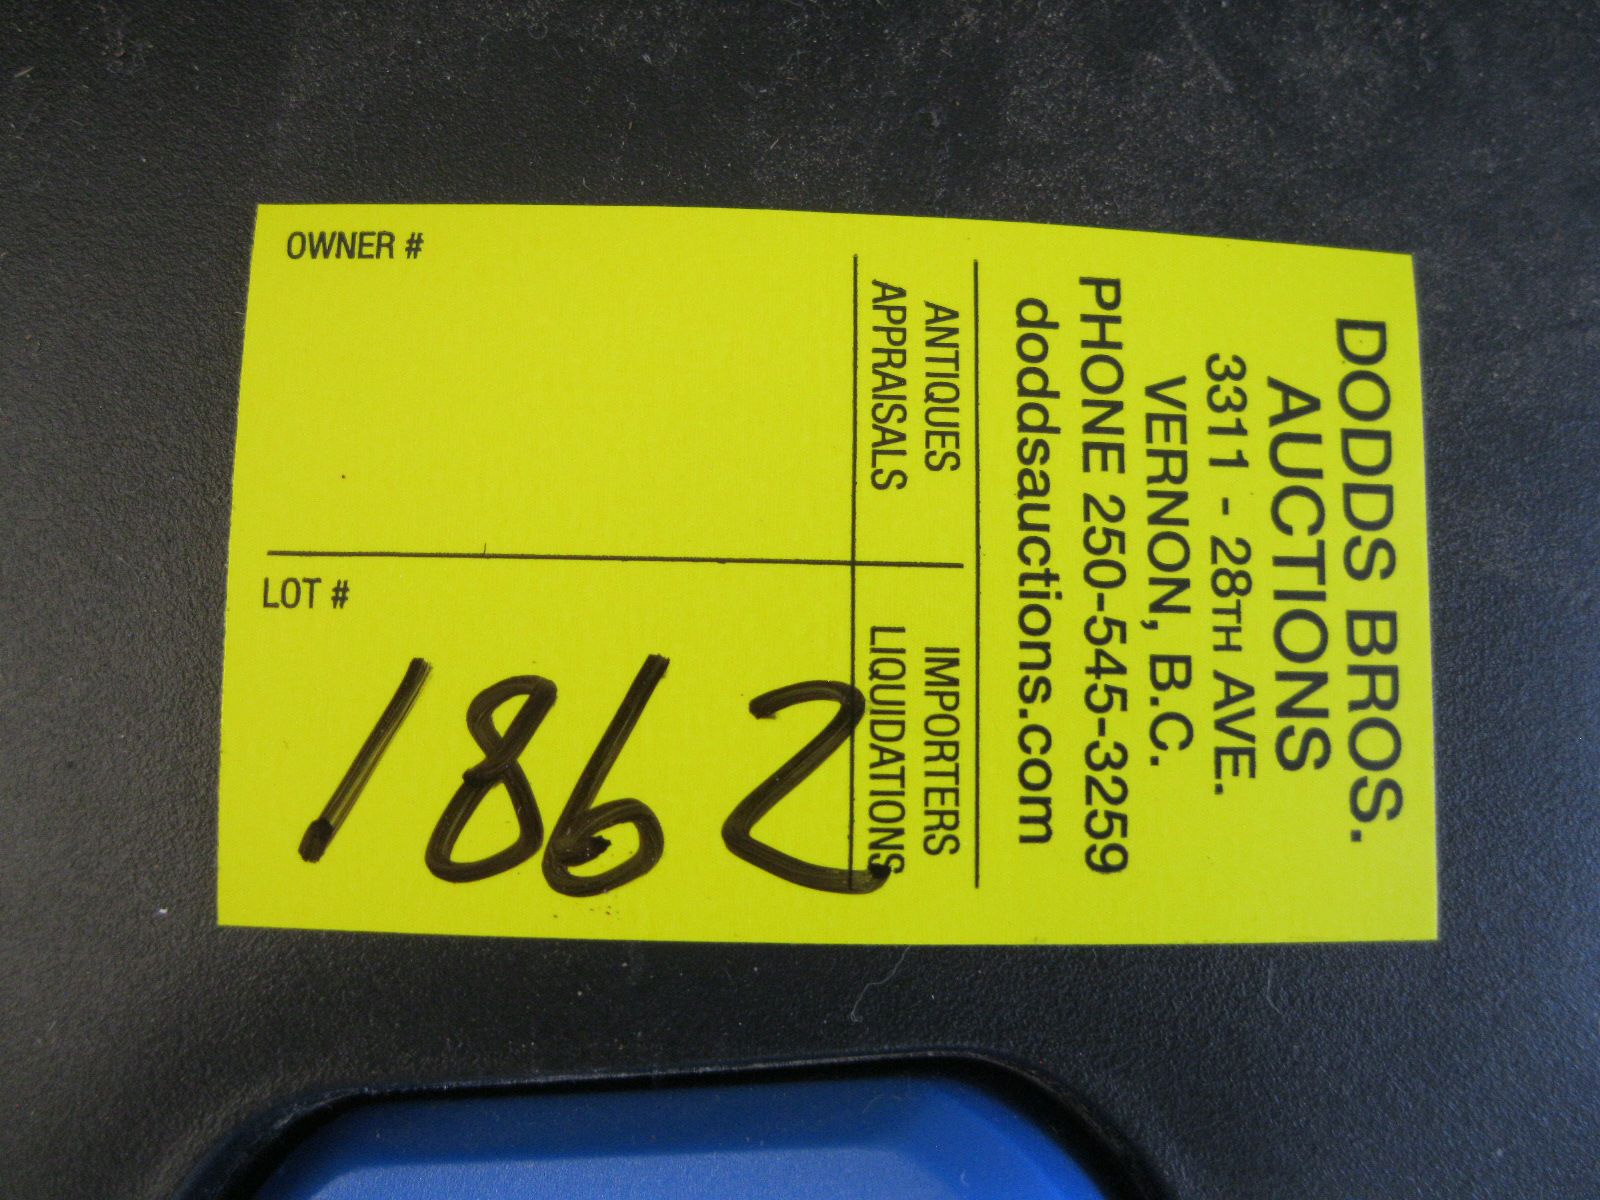 DODDS BROS.
AUCTIONS
3311 - 28TH AVE.
VERNON, B.C.
PHONE 250-545-3259
doddsauctions.com
ANTIQUES
APPRAISALS
IMPORTERS
LIQUIDATIONS
OWNER #
LOT #
1862